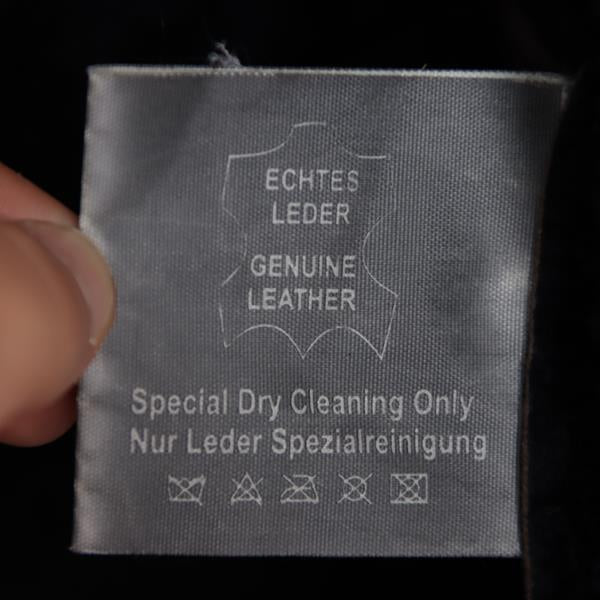 ECHTES
LEDER
GENUINE
LEATHER
Special Dry Cleaning Only
Nur Leder Spezialreinigung